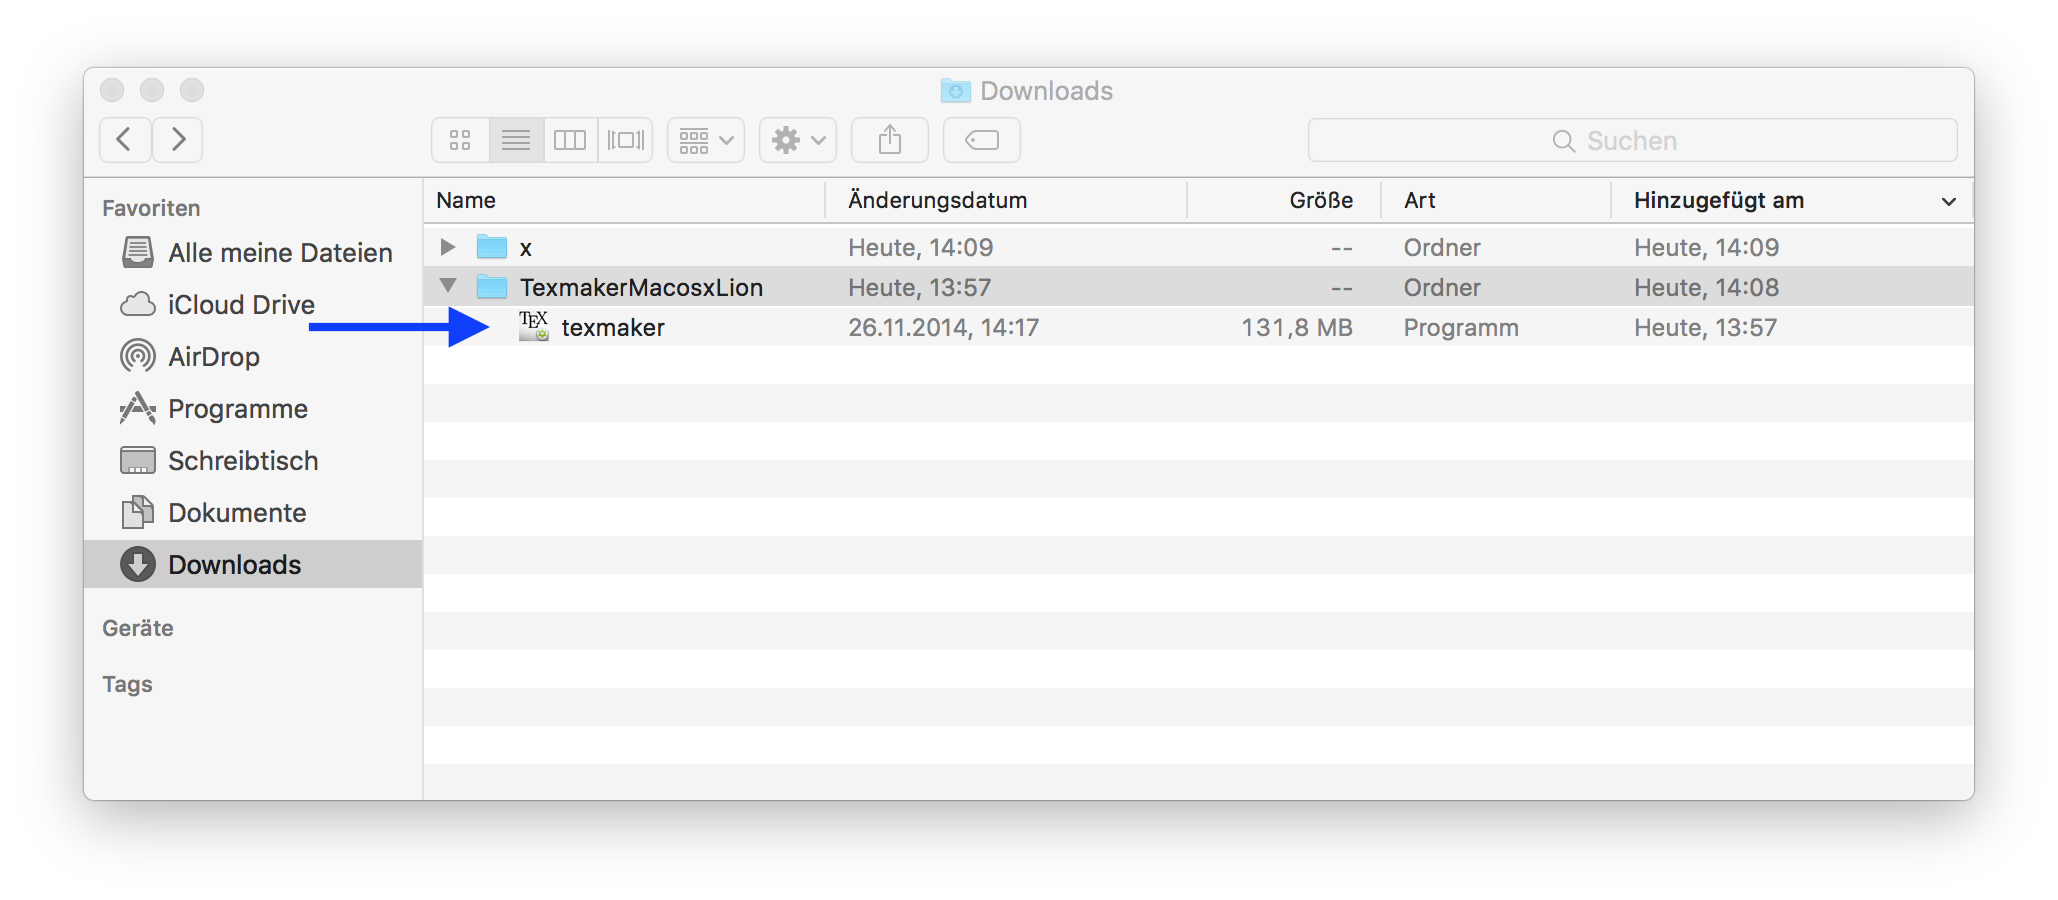 Downloads
Suchen
Favoriten
Alle meine Dateien
iCloud Drive
AirDrop
Programme
Schreibtisch
Dokumente
Downloads
Geräte
Tags
Name Änderungsdatum Größe Art Hinzugefügt am
x Heute, 14:09 -- Ordner Heute, 14:09
TexmakerMacosxLion Heute, 13:57 -- Ordner Heute, 14:08
TEX texmaker 26.11.2014, 14:17 131,8 MB Programm Heute, 13:57